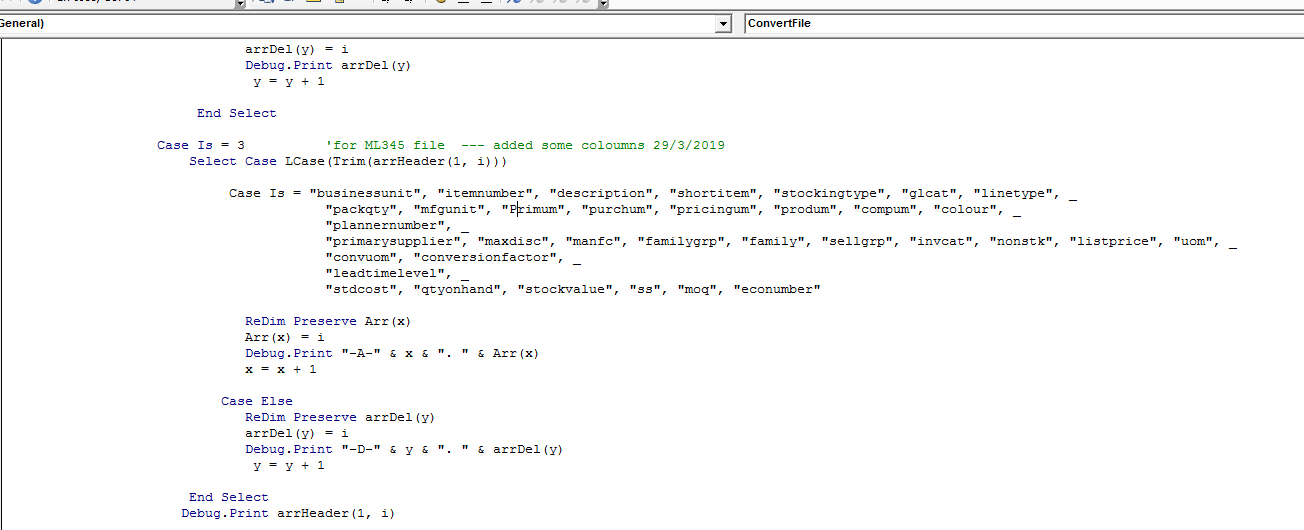 General)
ConvertFile
arrDel(y) = i
Debug.Print arrDel(y)
y = y + 1
End Select
Case Is = 3 'for ML345 file --- added some coloumns 29/3/2019
Select Case LCase(Trim(arrHeader(1, i)))
Case Is = "businessunit", "itemnumber", "description", "shortitem", "stockingtype", "glcat", "linetype", _
"packqty", "mfgunit", "Primum", "purchum", "pricingum", "produm", "compum", "colour", _
"plannernumber", _
"primarysupplier", "maxdisc", "manfc", "familygrp", "family", "sellgrp", "invcat", "nonstk", "listprice", "uom", _
"convuom", "conversionfactor", _
"leadtimelevel", _
"stdcost", "qtyonhand", "stockvalue", "ss", "moq", "econumber"
ReDim Preserve Arr(x)
Arr(x) = i
Debug.Print "-A-" & x & ". " & Arr(x)
x = x + 1
Case Else
ReDim Preserve arrDel(y)
arrDel(y) = i
Debug.Print "-D-" & y & ". " & arrDel(y)
y = y + 1
End Select
Debug.Print arrHeader(1, i)